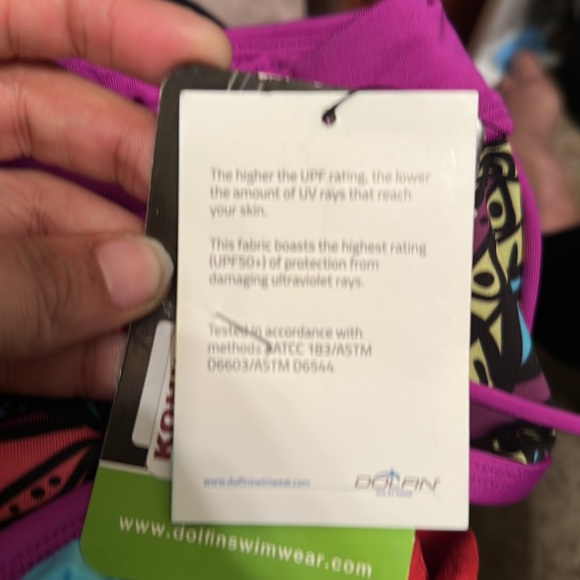 The higher the UPF rating, the lower
the amount of UV rays that reach
your skin.
This fabric boasts the highest rating
(UPF50+) of protection from
damaging ultraviolet rays.
Tested in accordance with
methods AATCC 183/ASTM
D6603/ASTM D6544
www.dolfinswimwear.com
DOLFIN
www.dolfinswimwear.com